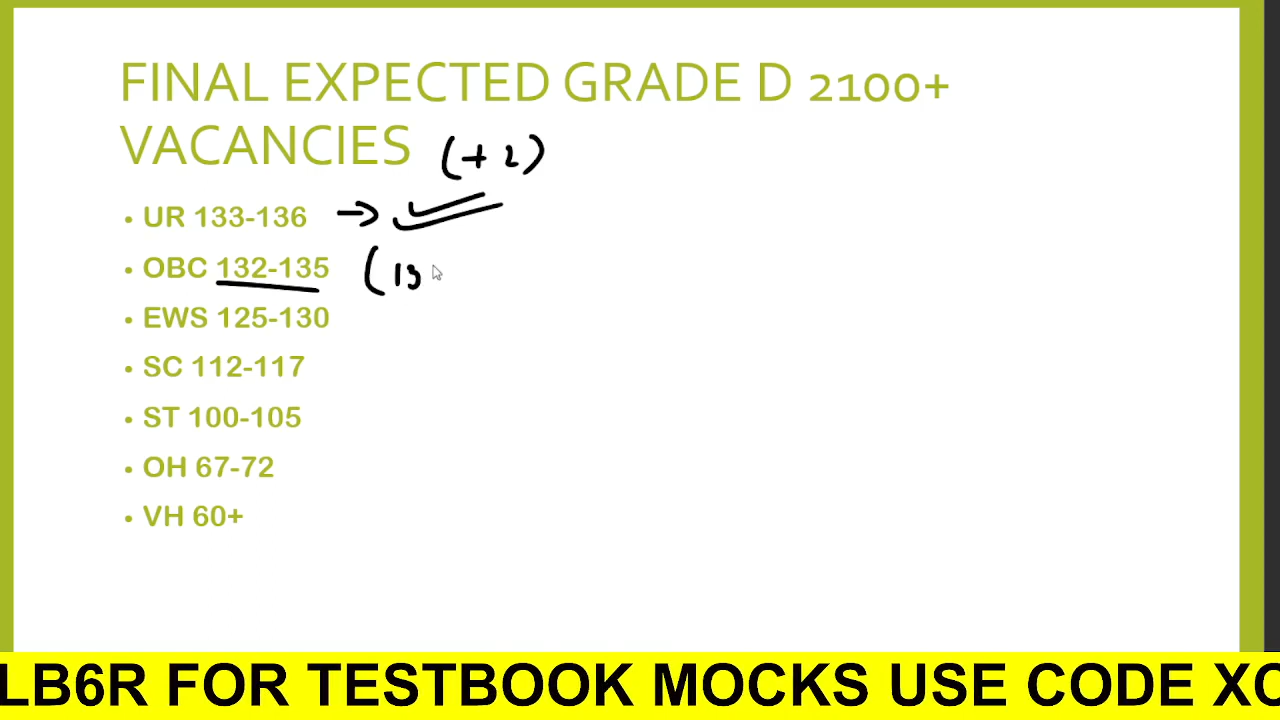 FINAL EXPECTED GRADE D 2100+
VACANCIES (+2)
• UR 133-136 →
• OBC 132-135 (13
• EWS 125-130
• SC 112-117
• ST 100-105
• OH 67-72
• VH 60+
LB6R FOR TESTBOOK MOCKS USE CODE XC